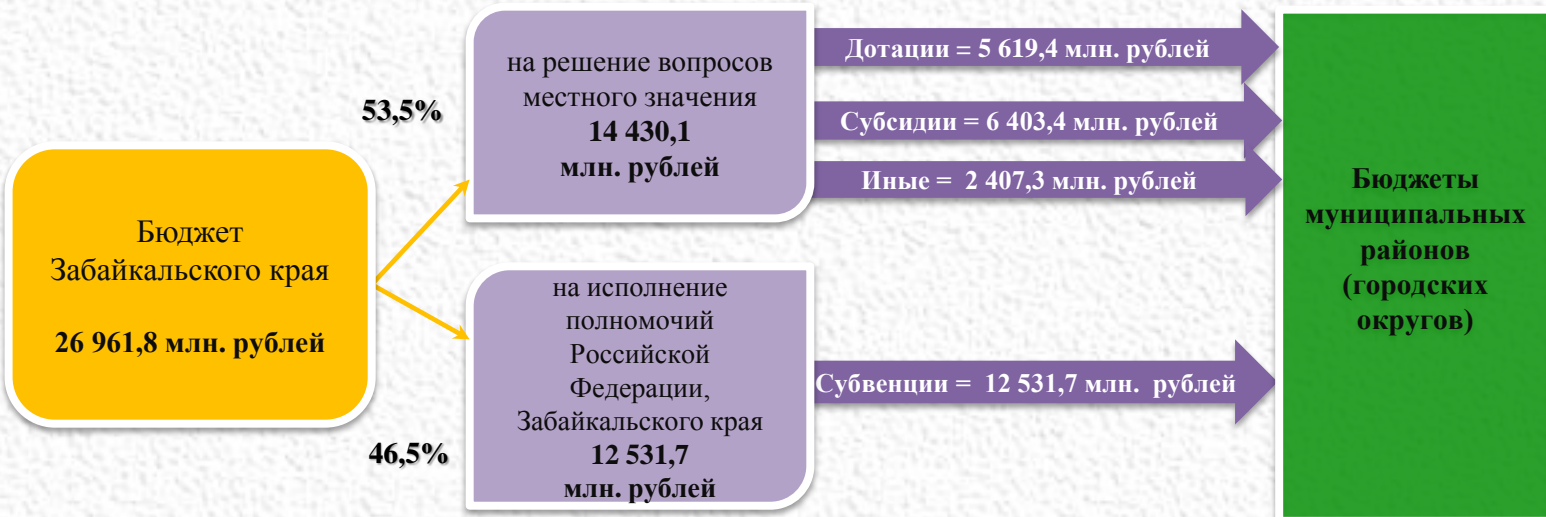 Бюджет
Забайкальского края
26 961,8 млн. рублей
53,5%
на решение вопросов
местного значения
14 430,1
млн. рублей
46,5%
на исполнение
полномочий
Российской
Федерации,
Забайкальского края
12 531,7
млн. рублей
Дотации = 5 619,4 млн. рублей
Субсидии = 6 403,4 млн. рублей
Иные = 2 407,3 млн. рублей
Субвенции = 12 531,7 млн. рублей
Бюджеты
муниципальных
районов
(городских
округов)